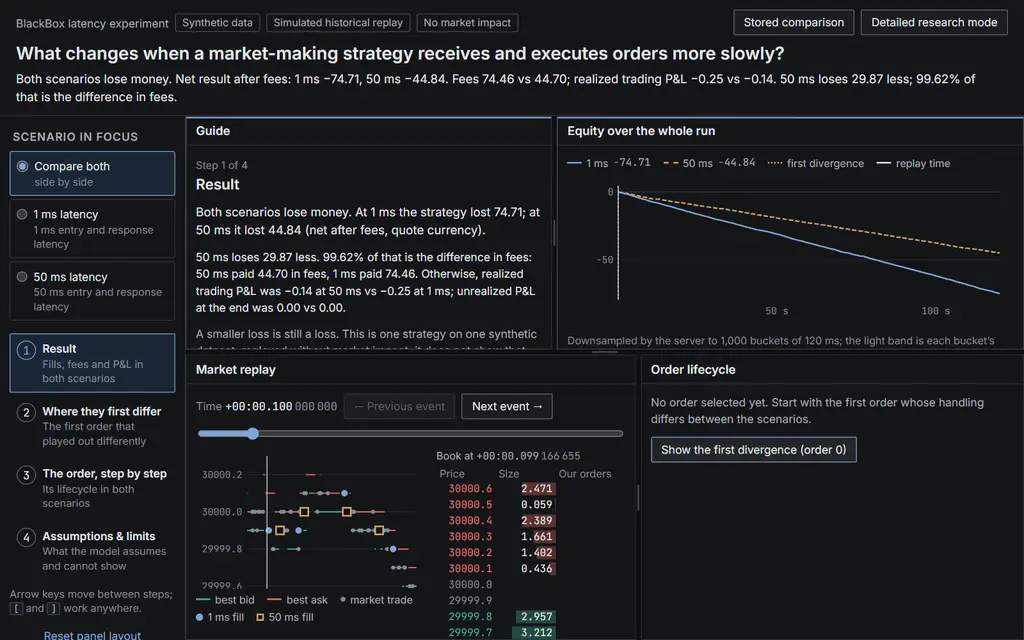 BlackBox latency experiment
Synthetic data
Simulated historical replay
No market impact
Stored comparison
Detailed research mode
What changes when a market-making strategy receives and executes orders more slowly?
Both scenarios lose money. Net result after fees: 1 ms −74.71, 50 ms −44.84. Fees 74.46 vs 44.70; realized trading P&L −0.25 vs −0.14. 50 ms loses 29.87 less; 99.62% of
that is the difference in fees.
SCENARIO IN FOCUS
Compare both
side by side
1 ms latency
1 ms entry and response
latency
50 ms latency
50 ms entry and response
latency
1
Result
Fills, fees and P&L in
both scenarios
2
Where they first differ
The first order that
played out differently
3
The order, step by step
Its lifecycle in both
scenarios
4
Assumptions & limits
What the model assumes
and cannot show
Arrow keys move between steps;
[ and ] work anywhere.
Reset panel layout
Guide
Step 1 of 4
Result
Both scenarios lose money. At 1 ms the strategy lost 74.71; at
50 ms it lost 44.84 (net after fees, quote currency).
50 ms loses 29.87 less. 99.62% of that is the difference in fees:
50 ms paid 44.70 in fees, 1 ms paid 74.46. Otherwise, realized
trading P&L was −0.14 at 50 ms vs −0.25 at 1 ms; unrealized P&L
at the end was 0.00 vs 0.00.
A smaller loss is still a loss. This is one strategy on one synthetic
Equity over the whole run
1 ms -74.71
50 ms -44.84
first divergence
replay time
0
−50
50 s
100 s
Downsampled by the server to 1,000 buckets of 120 ms; the light band is each bucket's
Market replay
Time +00:00.100 000 000
← Previous event
Next event →
30000.2
30000.0
29999.8
29999.6
best bid
best ask
market trade
1 ms fill
50 ms fill
Book at +00:00.099 166 655
Price Size Our orders
30000.6 2.471
30000.5 0.059
30000.4 2.389
30000.3 1.661
30000.2 1.402
30000.1 0.436
30000.0
29999.9
29999.8 2.957
29999.7 3.212
Order lifecycle
No order selected yet. Start with the first order whose handling
differs between the scenarios.
Show the first divergence (order 0)